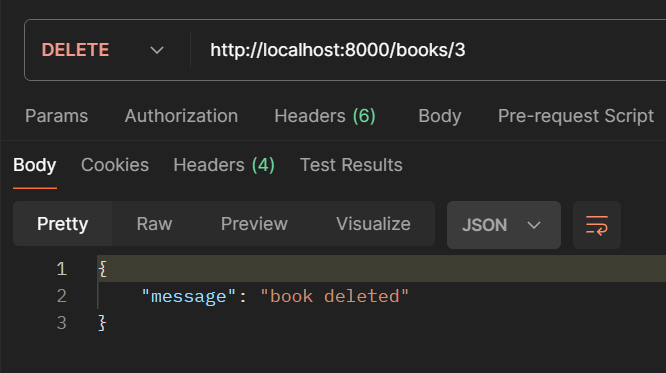 DELETE http://localhost:8000/books/3
Params Authorization Headers (6) Body Pre-request Script
Body Cookies Headers (4) Test Results
Pretty Raw Preview Visualize JSON
1 {
2 "message": "book deleted"
3 }